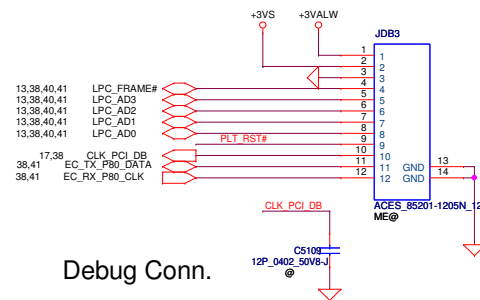 JDB3
+3VS +3VALW
1 1
2 2
3 3
13,38,40,41 LPC_FRAME# 4 4
13,38,40,41 LPC_AD3 5 5
13,38,40,41 LPC_AD2 6 6
13,38,40,41 LPC_AD1 7 7
13,38,40,41 LPC_AD0 8 8
PLT_RST# 9 9
17,38 CLK_PCI_DB 10 10
38,41 EC_TX_P80_DATA 11 11 GND 13
38,41 EC_RX_P80_CLK 12 12 GND 14
ACES_85201-1205N_12
ME@
CLK_PCI_DB
C5109
12P_0402_50V8-J
@
Debug Conn.